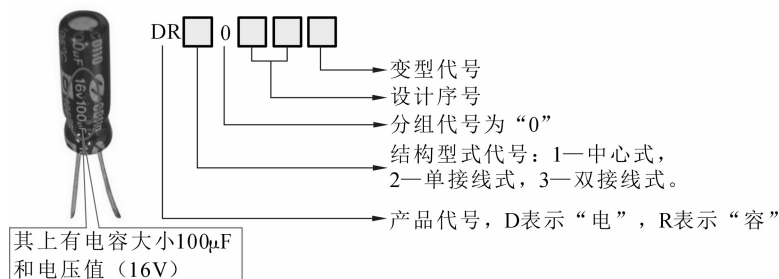 DR□0□□□
变型代号
设计序号
分组代号为“0”
结构型式代号：1—中心式，
2—单接线式，3—双接线式。
产品代号，D表示“电”，R表示“容”
16v100μF
其上有电容大小100μF
和电压值（16V）